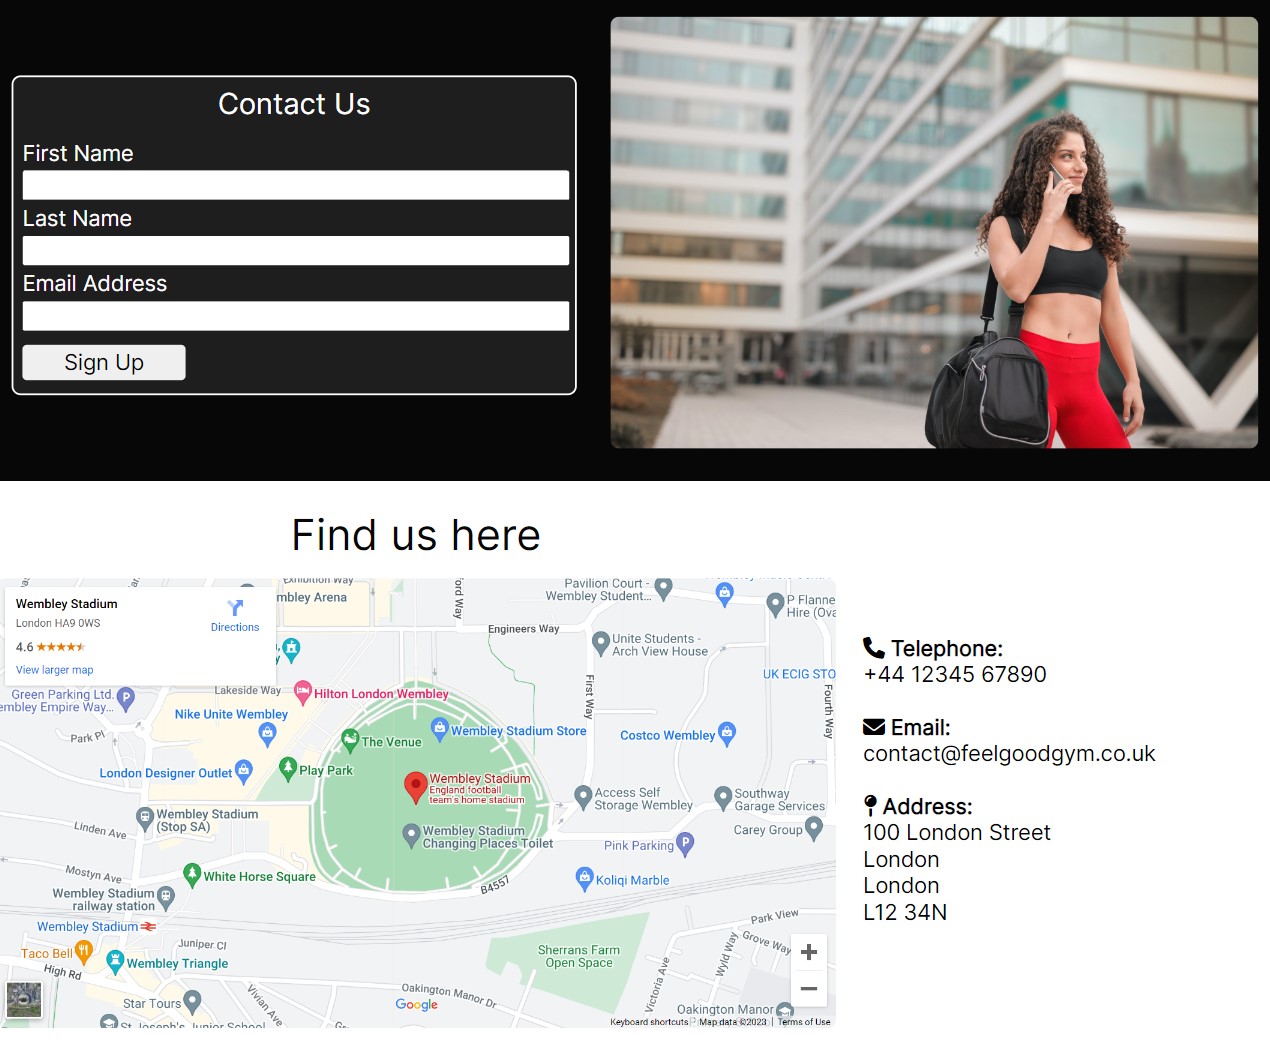 Contact Us
First Name
Last Name
Email Address
Sign Up
Find us here
Wembley Stadium
London HA9 0WS
4.6
View larger map
Directions
Exhibition Way
mbley Arena
ord Way
Engineers Way
Pavilion Court -
Wembley Student...
P Flanne
Hire (Ova
Unite Students -
Arch View House
UK ECIG STO
Fourth Way
First Way
Lakeside Way
Green Parking Ltd.
embley Empire Way...
P
Hilton London Wembley
Nike Unite Wembley
Park Pl
The Venue
Wembley Stadium Store
Costco Wembley
London Designer Outlet
Play Park
Wembley Stadium
England football
team's home stadium
Access Self
Storage Wembley
Southway
Garage Services
Wembley Stadium
(Stop SA)
Linden Ave
Wembley Stadium
Changing Places Toilet
Carey Group
Pink Parking
P
Mostyn Ave
White Horse Square
B4557
Koliqi Marble
Wembley Stadium
railway station
Wembley Stadium
Park View
Grove Way
Juniper Cl
Taco Bell
High Rd
Wembley Triangle
Sherrans Farm
Open Space
Wyld Way
Victoria Ave
Star Tours
Vivian Ave
Google
Oakington Manor Dr
Oakington Manor
St Joseph's Junior School
Keyboard shortcuts
Map data ©2023
Terms of Use
+
−
Telephone:
+44 12345 67890
Email:
contact@feelgoodgym.co.uk
Address:
100 London Street
London
London
L12 34N